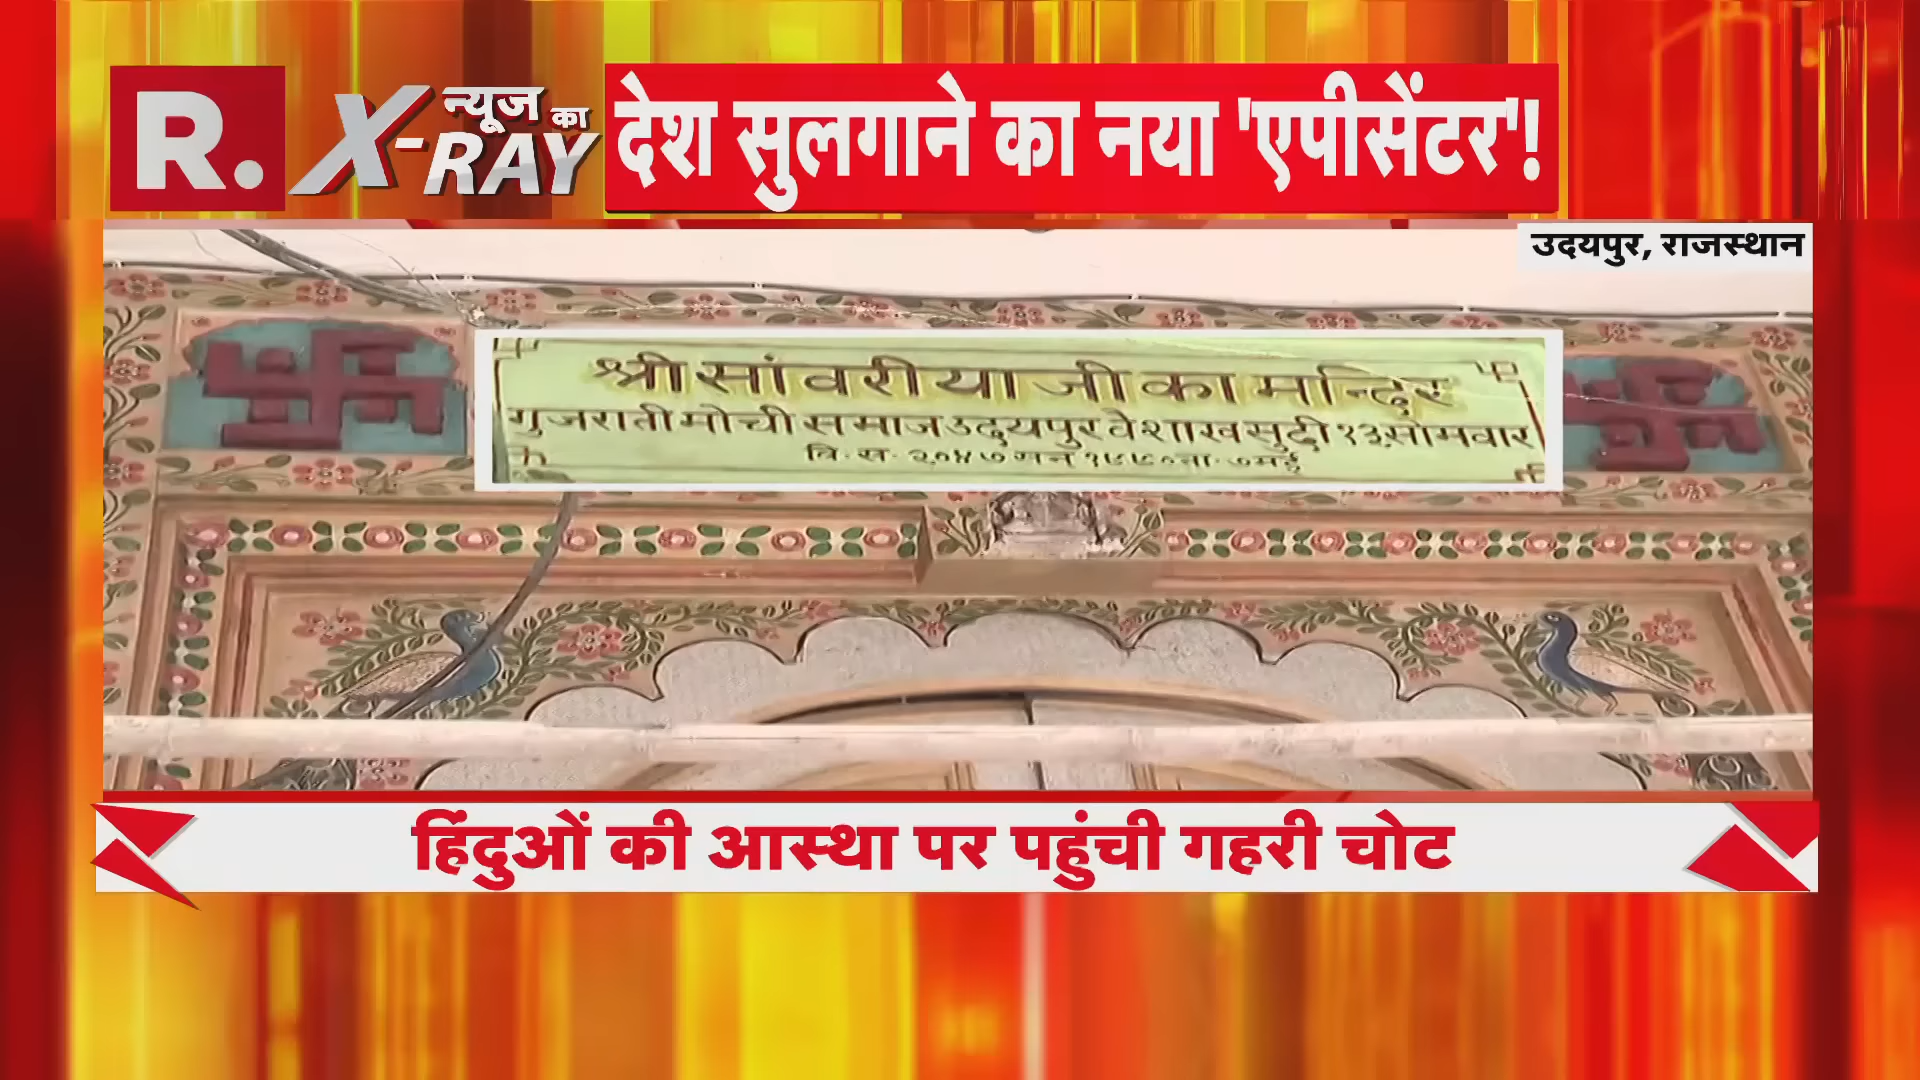 R.
न्यूज का
X-RAY
देश सुलगाने का नया 'एपीसेंटर'!
उदयपुर, राजस्थान
श्री सांवरीया जी का मन्दिर
गुजराती मोची समाज उदयपुर वैशाख सुदी १३ सोमवार
हिंदुओं की आस्था पर पहुंची गहरी चोट